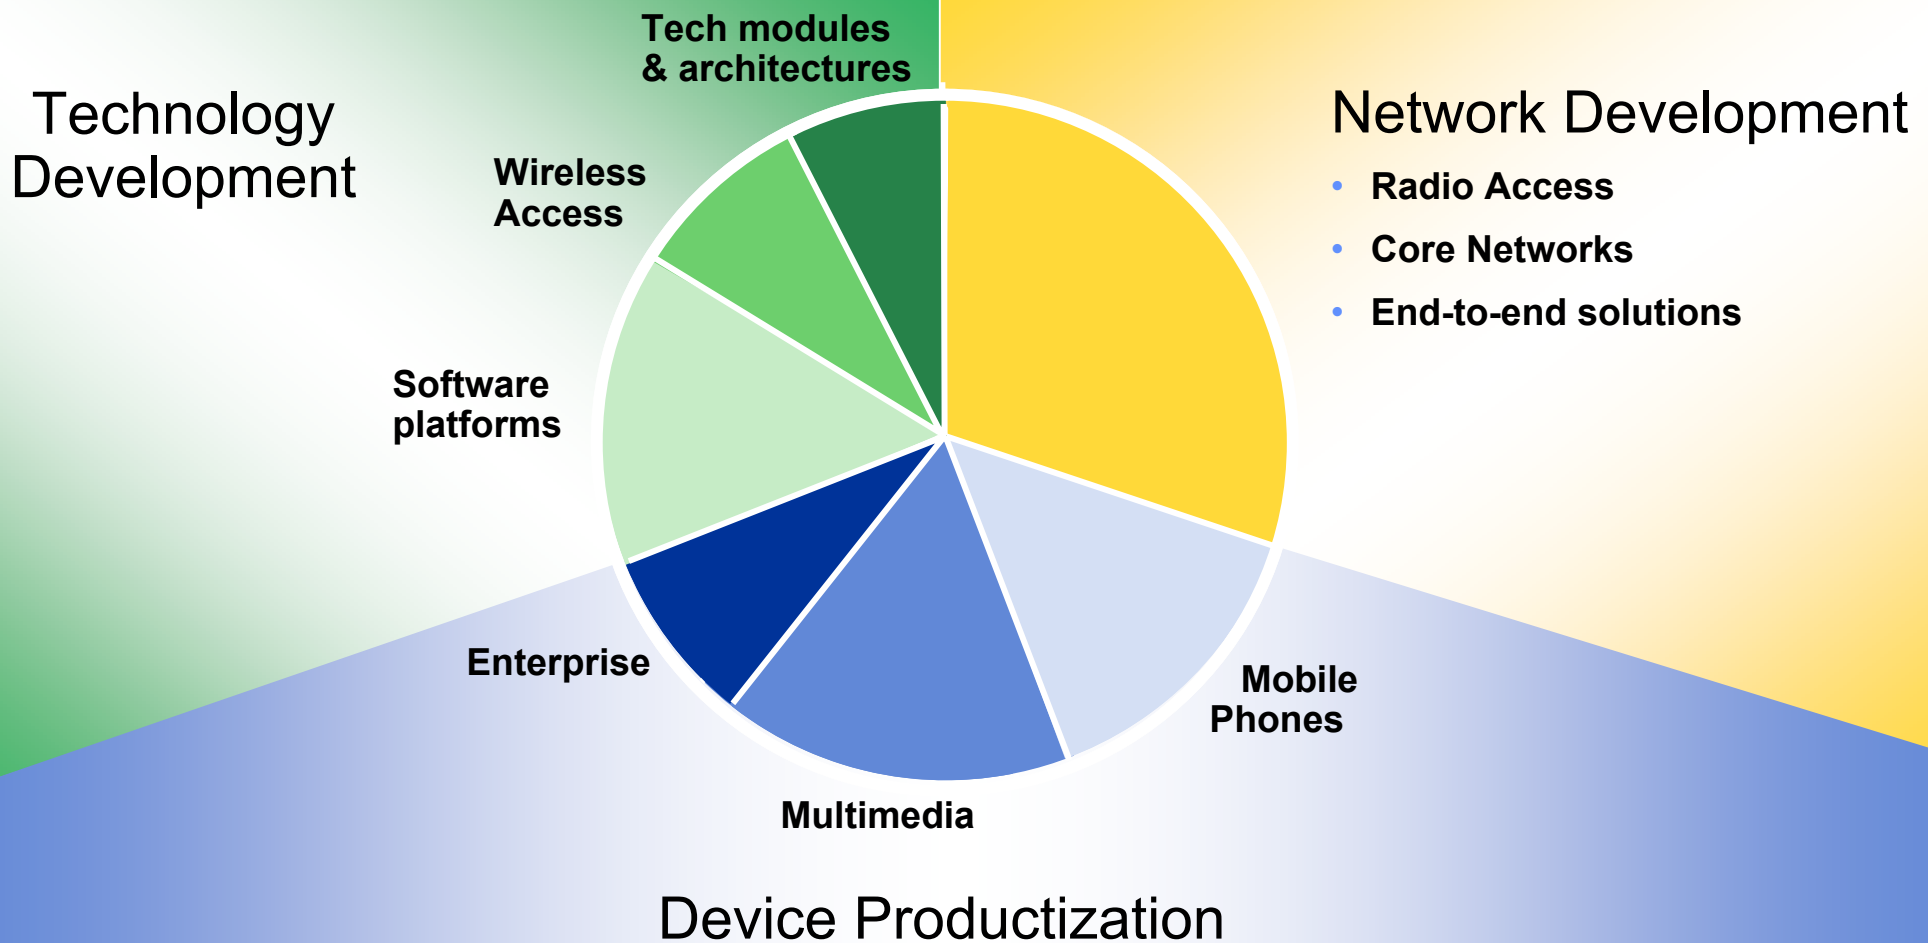 Tech modules
& architectures
Technology
Development
Network Development
• Radio Access
• Core Networks
• End-to-end solutions
Wireless
Access
Software
platforms
Enterprise
Mobile
Phones
Multimedia
Device Productization